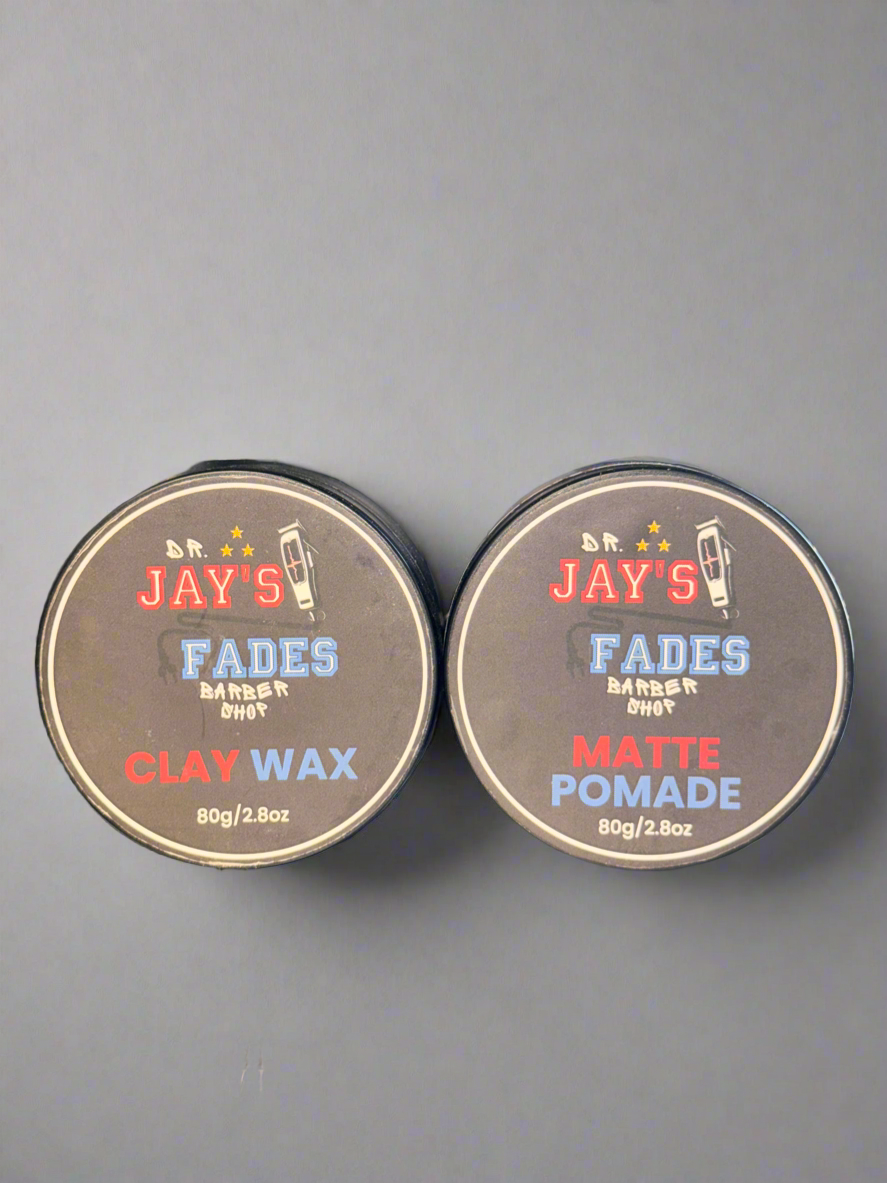 DR.
JAY'S
FADES
BARBER
SHOP
CLAY WAX
80g/2.8oz
DR.
JAY'S
FADES
BARBER
SHOP
MATTE
POMADE
80g/2.8oz